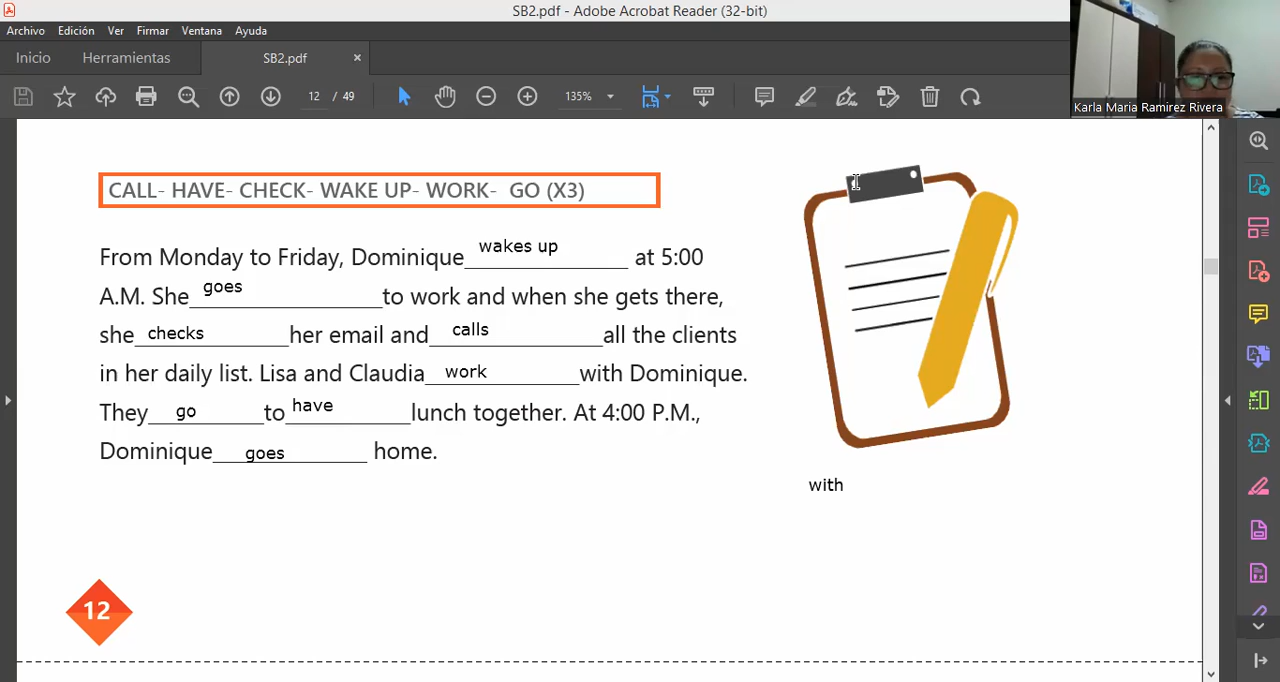 SB2.pdf - Adobe Acrobat Reader (32-bit)
Archivo Edición Ver Firmar Ventana Ayuda
Inicio Herramientas SB2.pdf ×
12 / 49 135%
Karla Maria Ramirez Rivera
CALL- HAVE- CHECK- WAKE UP- WORK- GO (X3)
From Monday to Friday, Dominique wakes up at 5:00
A.M. She goes to work and when she gets there,
she checks her email and calls all the clients
in her daily list. Lisa and Claudia work with Dominique.
They go to have lunch together. At 4:00 P.M.,
Dominique goes home.
with
12